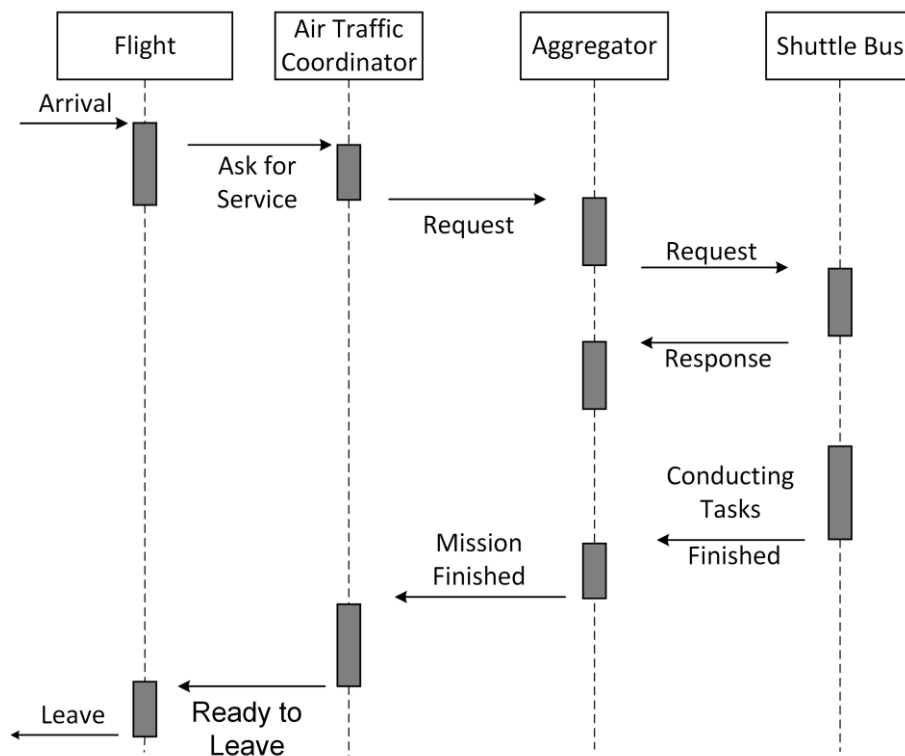 Flight
Air Traffic
Coordinator
Aggregator
Shuttle Bus
Arrival
Ask for
Service
Request
Request
Response
Conducting
Tasks
Finished
Mission
Finished
Ready to
Leave
Leave